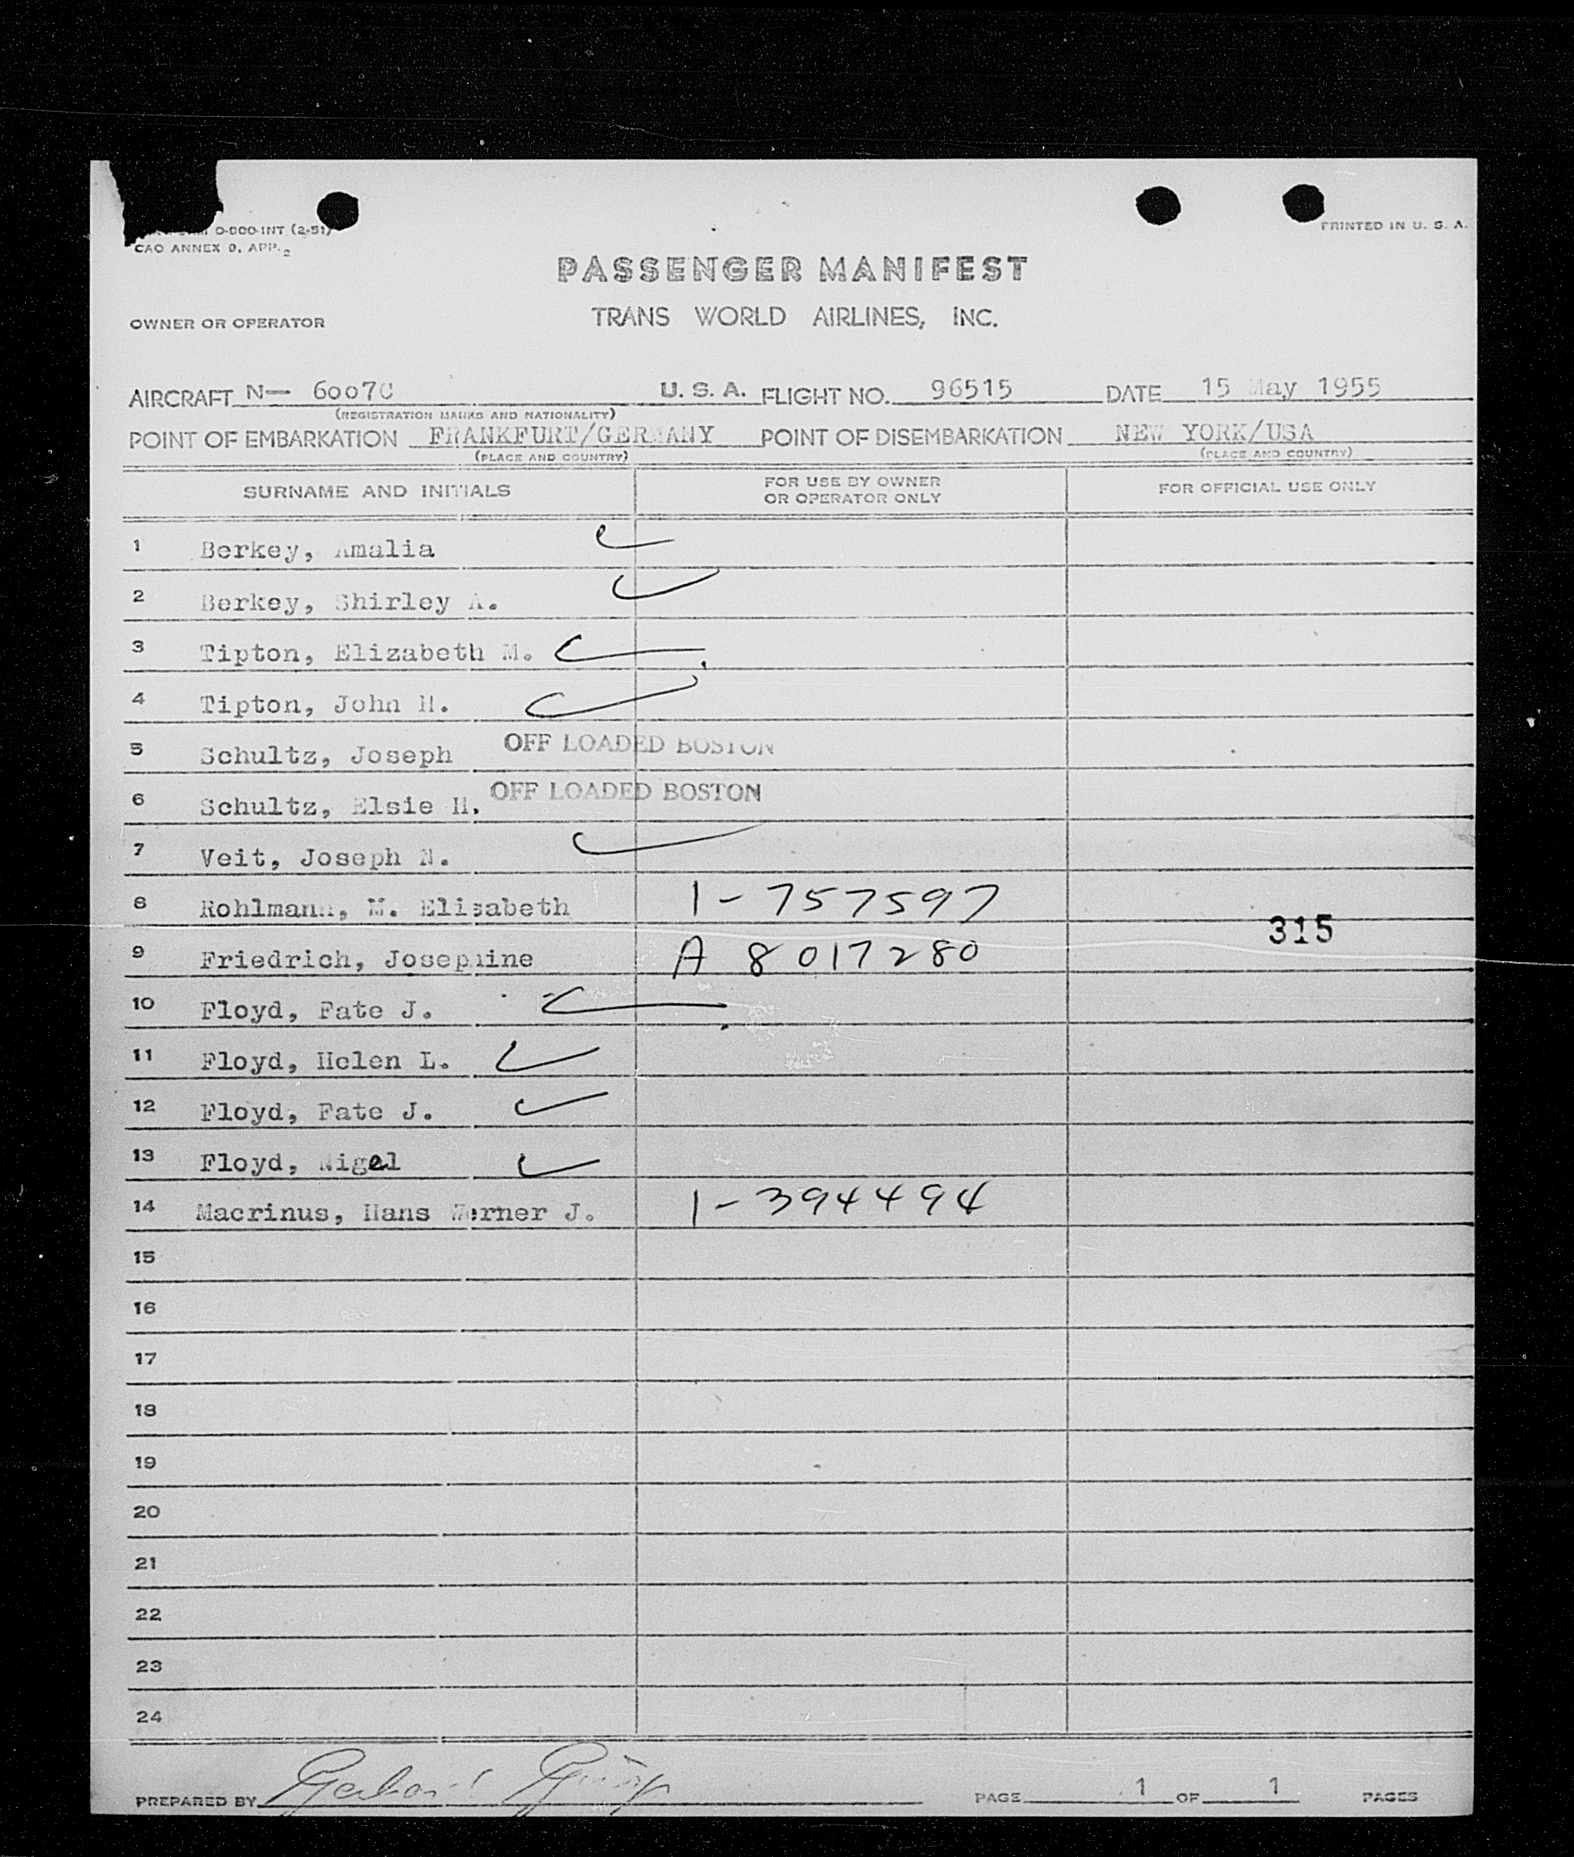 0-000-INT (2-51)
CAO ANNEX 9, APP. 2
PRINTED IN U. S. A.
PASSENGER MANIFEST
OWNER OR OPERATOR
TRANS WORLD AIRLINES, INC.
AIRCRAFT N— 6007C U. S. A. FLIGHT NO. 96515 DATE 15 May 1955
(REGISTRATION MARKS AND NATIONALITY)
POINT OF EMBARKATION FRANKFURT/GERMANY POINT OF DISEMBARKATION NEW YORK/USA
(PLACE AND COUNTRY) (PLACE AND COUNTRY)
SURNAME AND INITIALS FOR USE BY OWNER OR OPERATOR ONLY FOR OFFICIAL USE ONLY
1 Berkey, Amalia
2 Berkey, Shirley A.
3 Tipton, Elizabeth M.
4 Tipton, John H.
5 Schultz, Joseph OFF LOADED BOSTON
6 Schultz, Elsie H. OFF LOADED BOSTON
7 Veit, Joseph N.
8 Rohlmann, M. Elisabeth 1-757597
315
9 Friedrich, Josephine A 8017280
10 Floyd, Fate J.
11 Floyd, Helen L.
12 Floyd, Fate J.
13 Floyd, Nigel
14 Macrinus, Hans Werner J. 1-394494
15
16
17
18
19
20
21
22
23
24
PREPARED BY PAGE 1 OF 1 PAGES